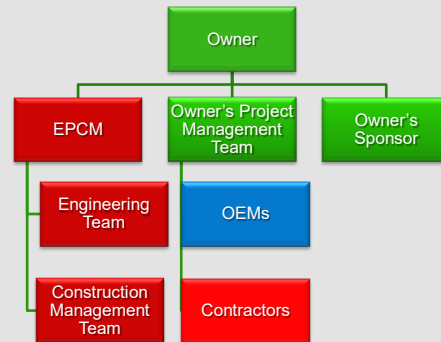 Owner
EPCM
Owner's Project
Management
Team
Owner's
Sponsor
Engineering
Team
OEMs
Construction
Management
Team
Contractors